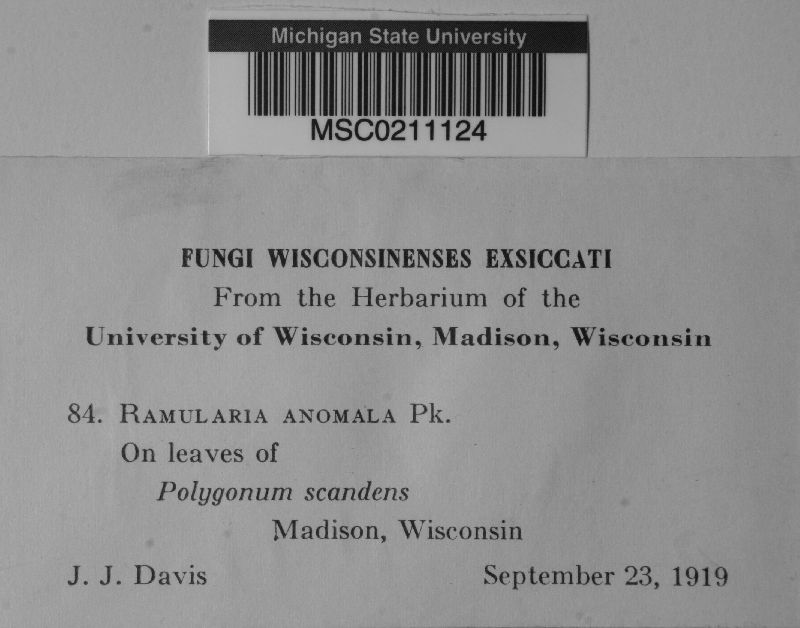 Michigan State University
MSC0211124
FUNGI WISCONSINENSES EXSICCATI
From the Herbarium of the
University of Wisconsin, Madison, Wisconsin
84. RAMULARIA ANOMALA Pk.
On leaves of
Polygonum scandens
Madison, Wisconsin
J. J. Davis September 23, 1919